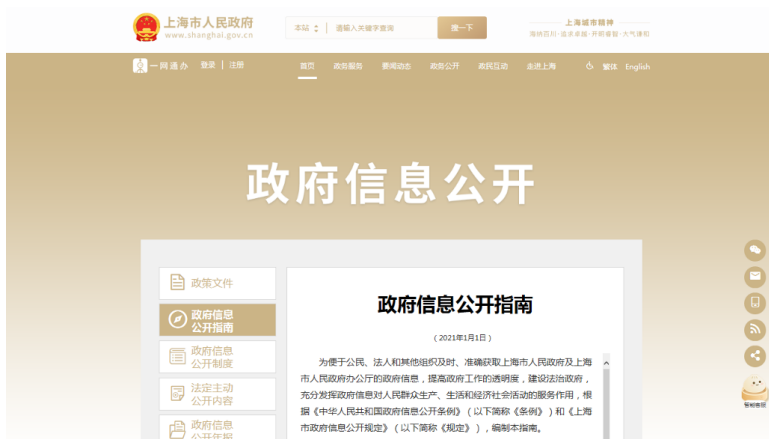 上海市人民政府
www.shanghai.gov.cn
本站 请输入关键字查询 搜一下
上海城市精神
海纳百川·追求卓越·开明睿智·大气谦和
一网通办 登录 | 注册
首页 政务服务 要闻动态 政务公开 政民互动 走进上海 繁体 English
政府信息公开
政策文件
政府信息
公开指南
政府信息
公开制度
法定主动
公开内容
政府信息
公开年报
政府信息公开指南
(2021年1月1日)
为便于公民、法人和其他组织及时、准确获取上海市人民政府及上海
市人民政府办公厅的政府信息，提高政府工作的透明度，建设法治政府，
充分发挥政府信息对人民群众生产、生活和经济社会活动的服务作用，根
据《中华人民共和国政府信息公开条例》（以下简称《条例》）和《上海
市政府信息公开规定》（以下简称《规定》），编制本指南。
智能客服